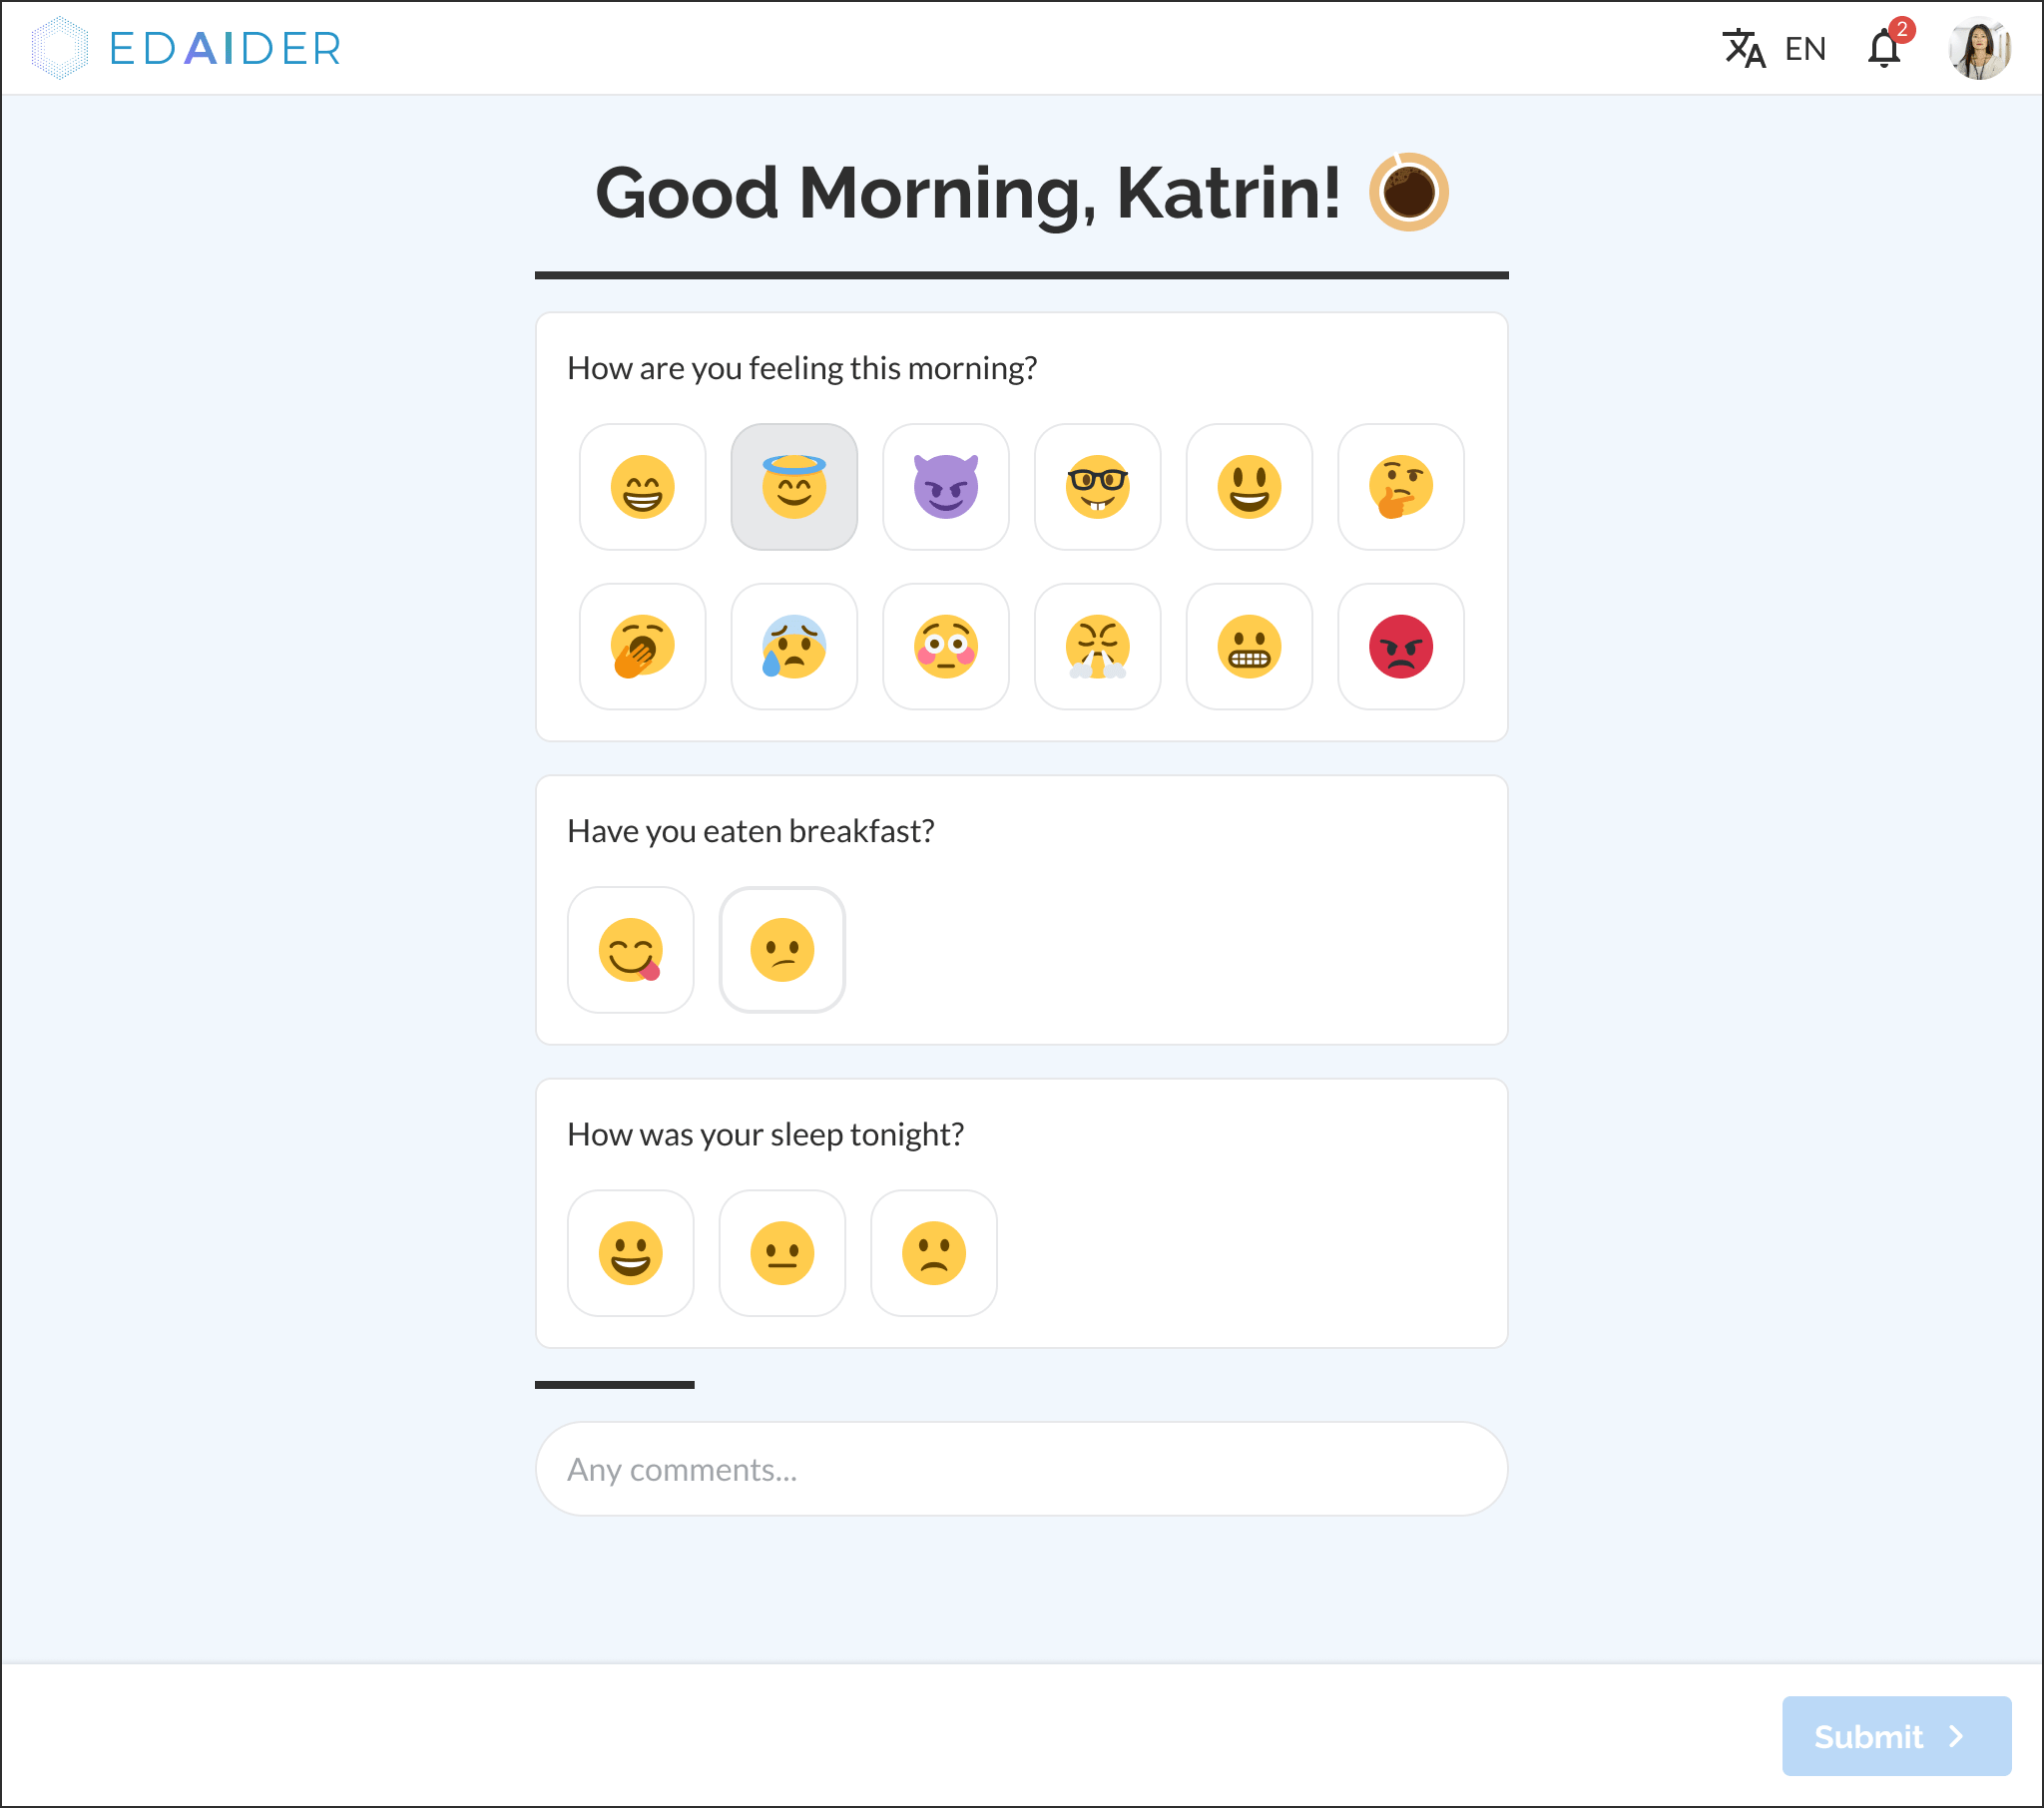 EDAIDER
EN
2
Good Morning, Katrin!
How are you feeling this morning?
Have you eaten breakfast?
How was your sleep tonight?
Any comments...
Submit